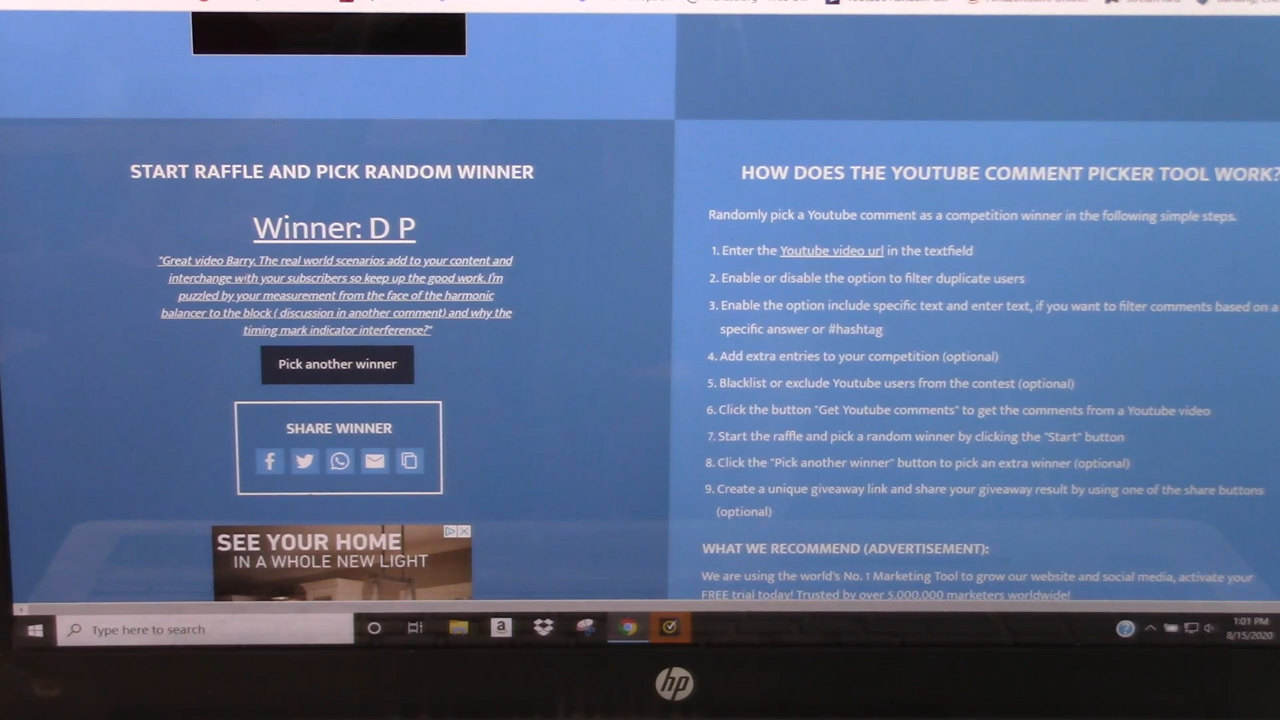 START RAFFLE AND PICK RANDOM WINNER
Winner: D P
"Great video Barry. The real world scenarios add to your content and
interchange with your subscribers so keep up the good work. I'm
puzzled by your measurement from the face of the harmonic
balancer to the block ( discussion in another comment) and why the
timing mark indicator interference?"
Pick another winner
SHARE WINNER
SEE YOUR HOME
IN A WHOLE NEW LIGHT
HOW DOES THE YOUTUBE COMMENT PICKER TOOL WORK?
Randomly pick a Youtube comment as a competition winner in the following simple steps.
1. Enter the Youtube video url in the textfield
2. Enable or disable the option to filter duplicate users
3. Enable the option include specific text and enter text, if you want to filter comments based on a
specific answer or #hashtag
4. Add extra entries to your competition (optional)
5. Blacklist or exclude Youtube users from the contest (optional)
6. Click the button "Get Youtube comments" to get the comments from a Youtube video
7. Start the raffle and pick a random winner by clicking the "Start" button
8. Click the "Pick another winner" button to pick an extra winner (optional)
9. Create a unique giveaway link and share your giveaway result by using one of the share buttons
(optional)
WHAT WE RECOMMEND (ADVERTISEMENT):
We are using the world's No. 1 Marketing Tool to grow our website and social media, activate your
FREE trial today! Trusted by over 5,000,000 marketers worldwide!
Type here to search
a
1:01 PM
8/15/2020
hp